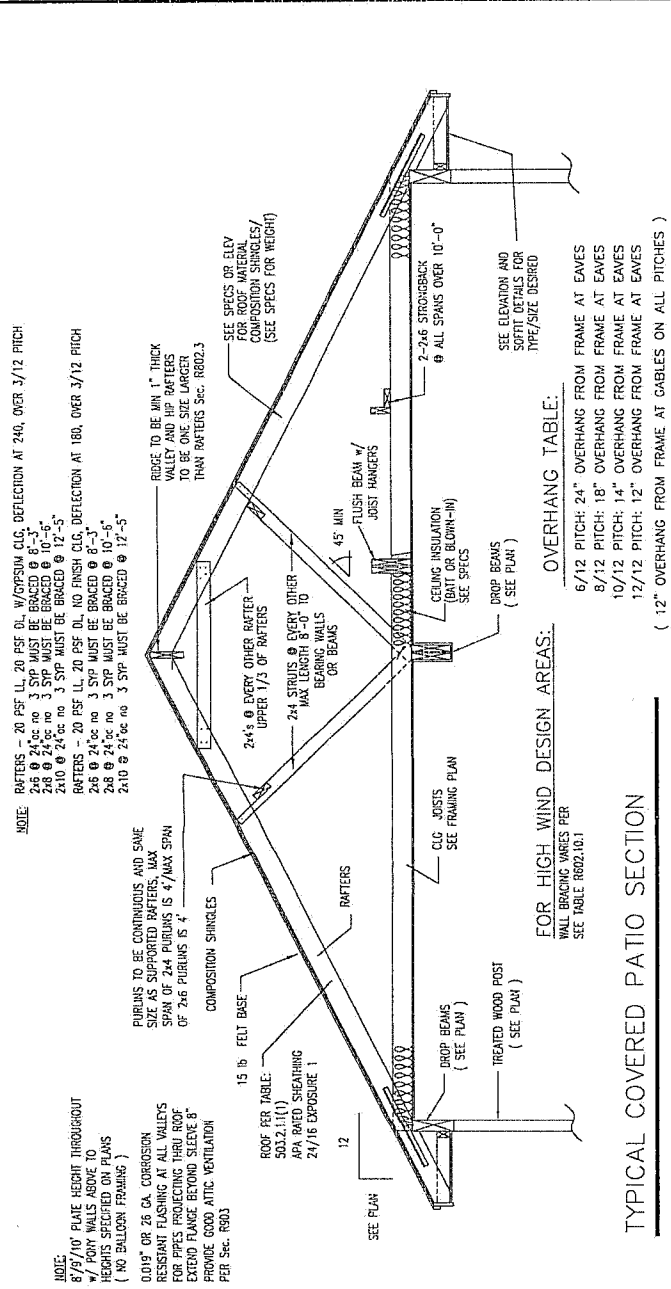 NOTE:
8'/9'/10' PLATE HEIGHT THROUGHOUT
w/ PONY WALLS ABOVE TO
HEIGHTS SPECIFIED ON PLANS
( NO BALLOON FRAMING )
0.019" OR 26 GA. CORROSION
RESISTANT FLASHING AT ALL VALLEYS
FOR PIPES PROJECTING THRU ROOF
EXTEND FLANGE BEYOND SLEEVE 8"
PROVIDE GOOD ATTIC VENTILATION
PER Sec. R903
NOTE:
RAFTERS - 20 PSF LL, 20 PSF DL, W/GYPSUM CLG, DEFLECTION AT 240, OVER 3/12 PITCH
2x6 @ 24"oc no 3 SYP MUST BE BRACED @ 8'-3"
2x8 @ 24"oc no 3 SYP MUST BE BRACED @ 10'-6"
2x10 @ 24"oc no 3 SYP MUST BE BRACED @ 12'-5"
RAFTERS - 20 PSF LL, 20 PSF DL, NO FINISH CLG, DEFLECTION AT 180, OVER 3/12 PITCH
2x6 @ 24"oc no 3 SYP MUST BE BRACED @ 8'-3"
2x8 @ 24"oc no 3 SYP MUST BE BRACED @ 10'-6"
2x10 @ 24"oc no 3 SYP MUST BE BRACED @ 12'-5"
PURLINS TO BE CONTINUOUS AND SAME
SIZE AS SUPPORTED RAFTERS, MAX
SPAN OF 2x4 PURLINS IS 4'/MAX SPAN
OF 2x6 PURLINS IS 4'
COMPOSITION SHINGLES
15 lb FELT BASE
ROOF PER TABLE:
503.2.1.1(1)
APA RATED SHEATHING
24/16 EXPOSURE 1
12
SEE PLAN
RAFTERS
RIDGE TO BE MIN 1" THICK
VALLEY AND HIP RAFTERS
TO BE ONE SIZE LARGER
THAN RAFTERS Sec. R802.3
SEE SPECS OR ELEV
FOR ROOF MATERIAL
COMPOSITION SHINGLES/
(SEE SPECS FOR WEIGHT)
2x4's @ EVERY OTHER RAFTER
UPPER 1/3 OF RAFTERS
2x4 STRUTS @ EVERY OTHER
MAX LENGTH 8'-0" TO
BEARING WALLS
OR BEAMS
45° MIN
FLUSH BEAM w/
JOIST HANGERS
2-2x6 STRONGBACK
@ ALL SPANS OVER 10'-0"
CLG JOISTS
SEE FRAMING PLAN
CEILING INSULATION
(BATT OR BLOWN-IN)
SEE SPECS
DROP BEAMS
( SEE PLAN )
SEE ELEVATION AND
SOFFIT DETAILS FOR
TYPE/SIZE DESIRED
DROP BEAMS
( SEE PLAN )
TREATED WOOD POST
( SEE PLAN )
FOR HIGH WIND DESIGN AREAS:
WALL BRACING VARIES PER
SEE TABLE R602.10.1
OVERHANG TABLE:
6/12 PITCH: 24" OVERHANG FROM FRAME AT EAVES
8/12 PITCH: 18" OVERHANG FROM FRAME AT EAVES
10/12 PITCH: 14" OVERHANG FROM FRAME AT EAVES
12/12 PITCH: 12" OVERHANG FROM FRAME AT EAVES
( 12" OVERHANG FROM FRAME AT GABLES ON ALL PITCHES )
TYPICAL COVERED PATIO SECTION